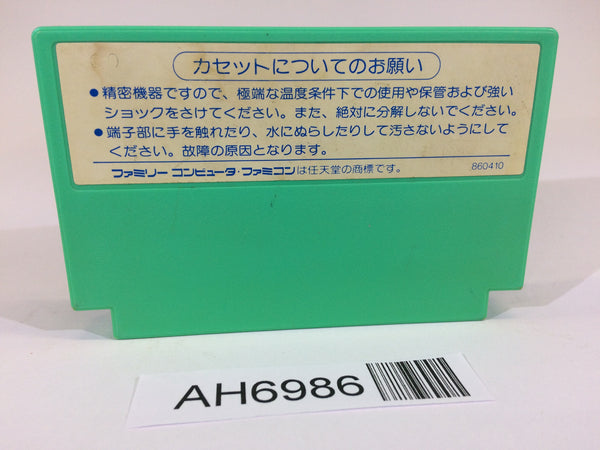 カセットについてのお願い
●精密機器ですので、極端な温度条件下での使用や保管および強い
ショックをさけてください。また、絶対に分解しないでください。
●端子部に手を触れたり、水にぬらしたりして汚さないようにして
ください。故障の原因となります。
ファミリーコンピュータ・ファミコンは任天堂の商標です。 860410
AH6986